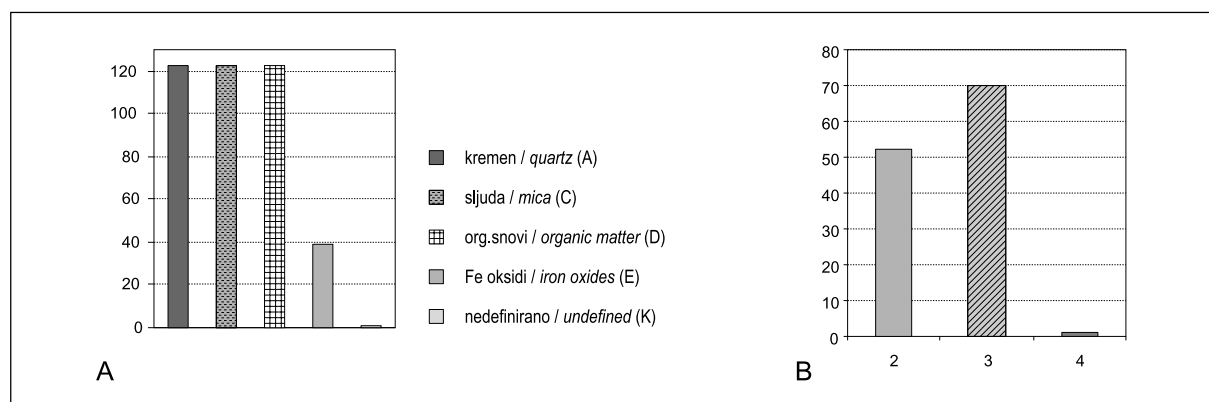 120
100
120
80
60
40
20
0
A
kremen / quartz (A)
sljuda / mica (C)
org.snovi / organic matter (D)
Fe oksidi / iron oxides (E)
nedefinirano / undefined (K)
80
70
60
50
40
30
20
10
0
2 3 4
B